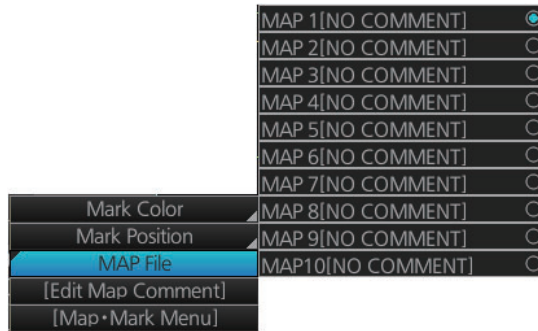 MAP 1[NO COMMENT]
MAP 2[NO COMMENT]
MAP 3[NO COMMENT]
MAP 4[NO COMMENT]
MAP 5[NO COMMENT]
MAP 6[NO COMMENT]
MAP 7[NO COMMENT]
MAP 8[NO COMMENT]
MAP 9[NO COMMENT]
MAP10[NO COMMENT]
Mark Color
Mark Position
MAP File
[Edit Map Comment]
[Map•Mark Menu]